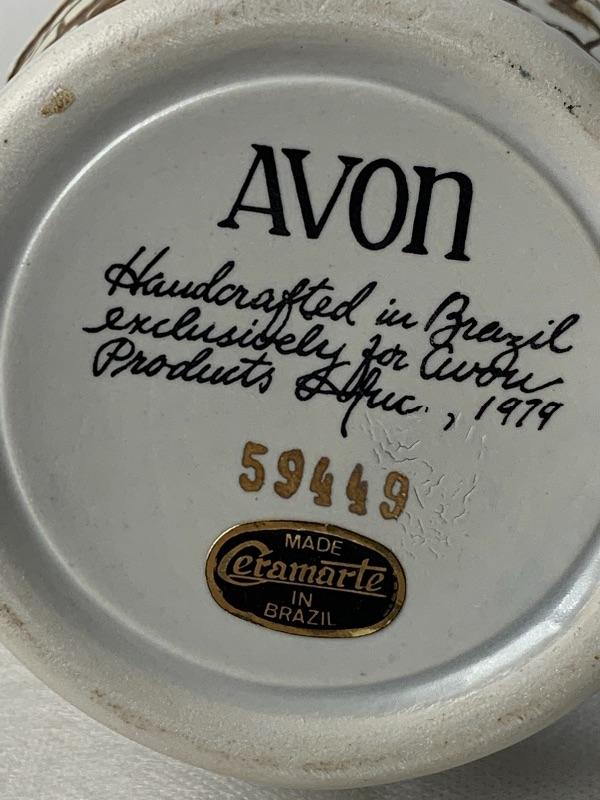 AVON
Handcrafted in Brazil
exclusively for Avon
Products Inc., 1979
59449
MADE
Ceramarte
IN
BRAZIL